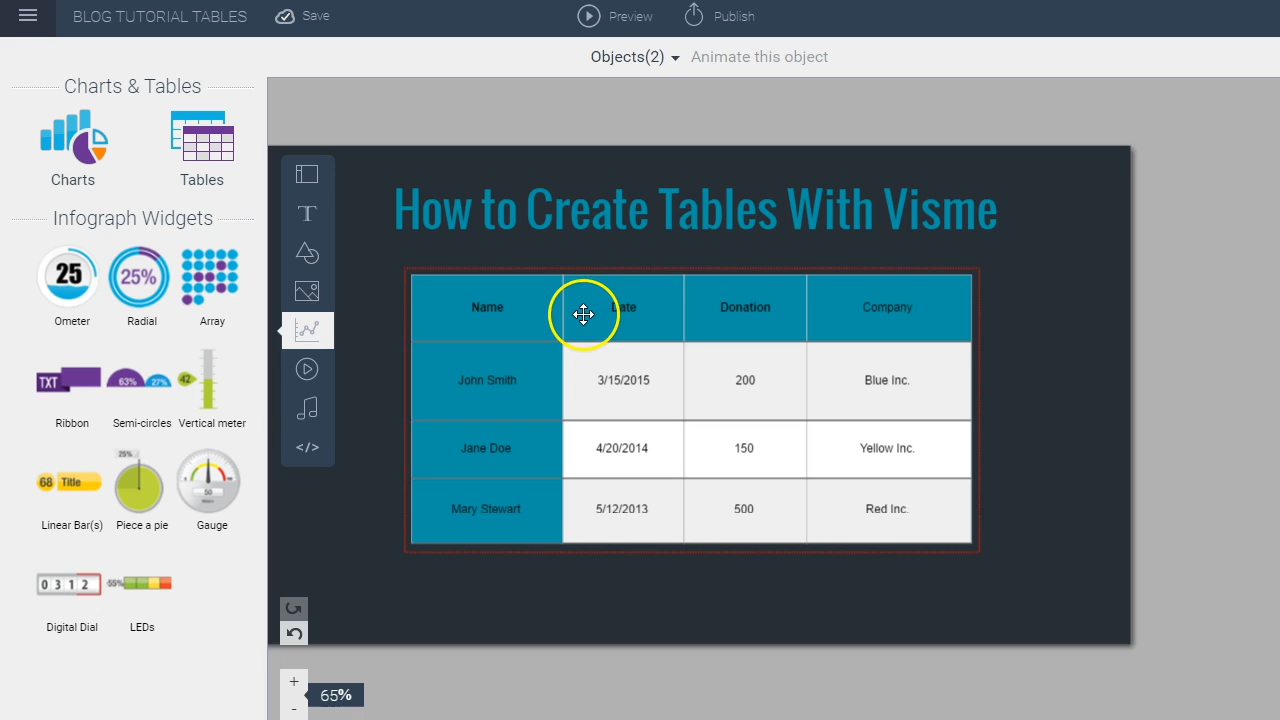 BLOG TUTORIAL TABLES Save Preview Publish
Objects(2) Animate this object
Charts & Tables
Charts Tables
Infograph Widgets
25 25%
Ometer Radial Array
TXT 63% 27% 42
Ribbon Semi-circles Vertical meter
68 Title 25% 50
Linear Bar(s) Piece a pie Gauge
0 3 1 2 55%
Digital Dial LEDs
T
</>
How to Create Tables With Visme
Name Date Donation Company
John Smith 3/15/2015 200 Blue Inc.
Jane Doe 4/20/2014 150 Yellow Inc.
Mary Stewart 5/12/2013 500 Red Inc.
+
65%
-